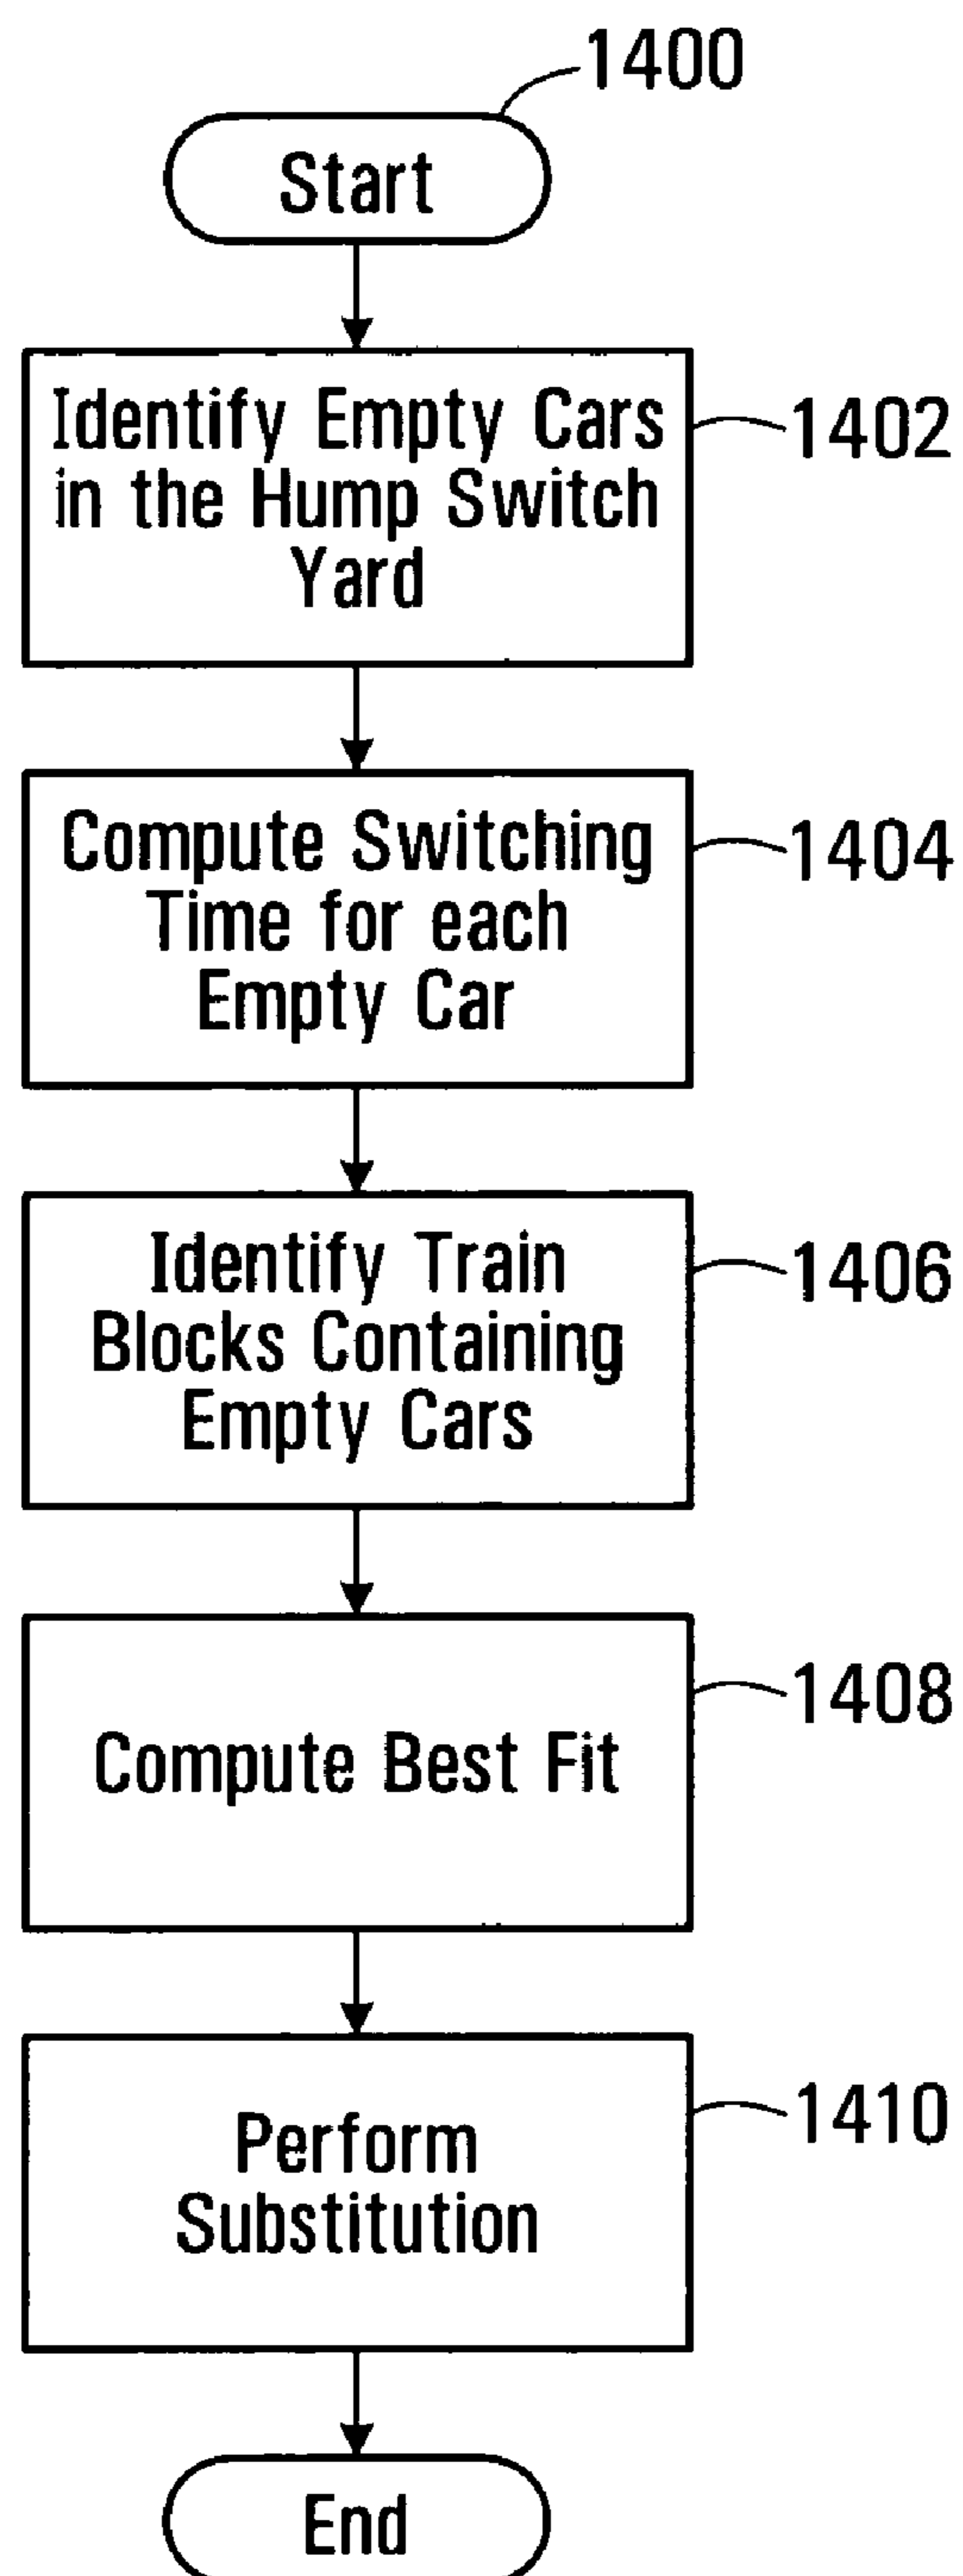 1400
Start
Identify Empty Cars
in the Hump Switch
Yard
1402
Compute Switching
Time for each
Empty Car
1404
Identify Train
Blocks Containing
Empty Cars
1406
Compute Best Fit
1408
Perform
Substitution
1410
End